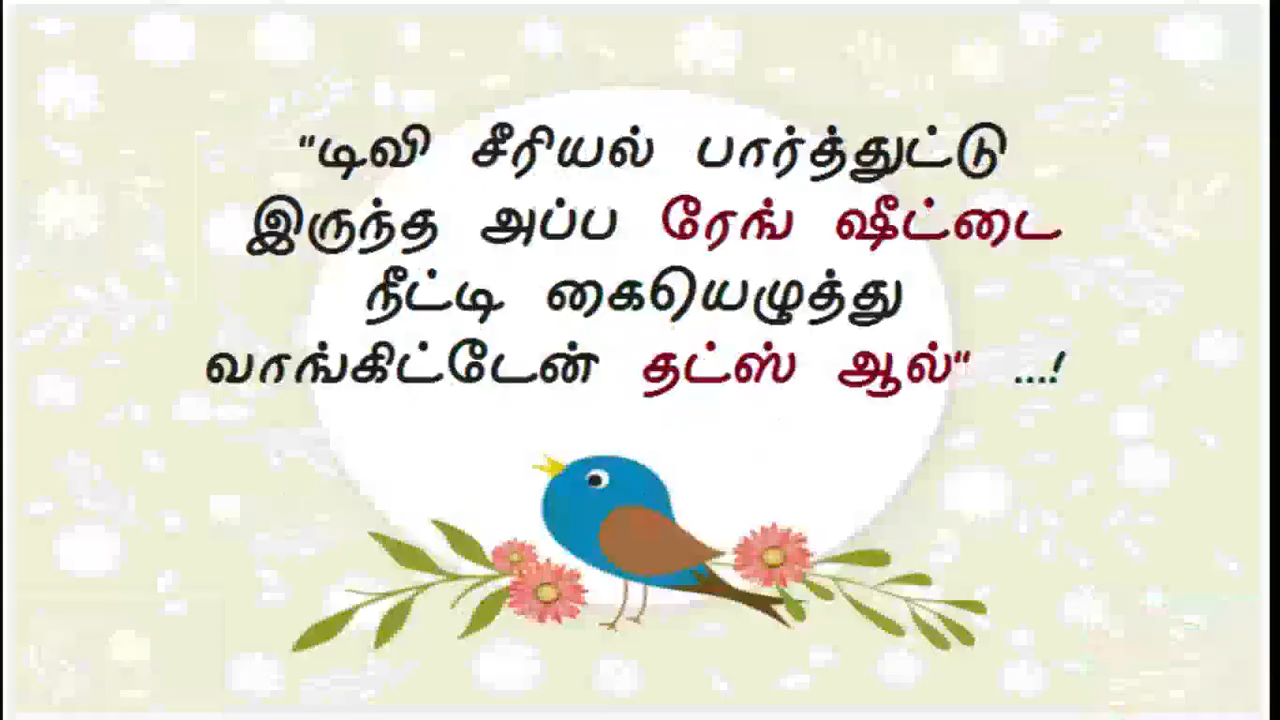 "டிவி சீரியல் பார்த்துட்டு
இருந்த அப்ப ரேங் ஷீட்டை
நீட்டி கையெழுத்து
வாங்கிட்டேன் தட்ஸ் ஆல்" ...!